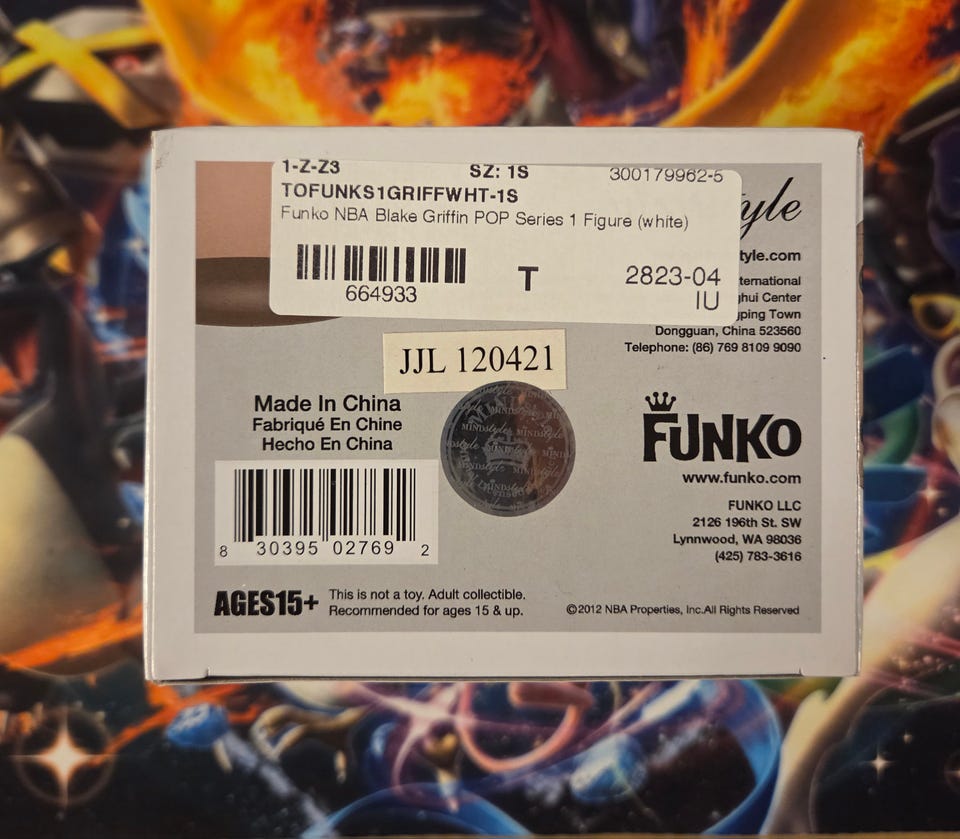 1-Z-Z3 SZ: 1S 300179962-5
TOFUNKS1GRIFFWHT-1S
Funko NBA Blake Griffin POP Series 1 Figure (white)
664933
T
2823-04
IU
yle
tyle.com
ternational
ghui Center
gping Town
Dongguan, China 523560
Telephone: (86) 769 8109 9090
JJL 120421
Made In China
Fabriqué En Chine
Hecho En China
8 30395 02769 2
FUNKO
www.funko.com
FUNKO LLC
2126 196th St. SW
Lynnwood, WA 98036
(425) 783-3616
AGES15+
This is not a toy. Adult collectible.
Recommended for ages 15 & up.
©2012 NBA Properties, Inc.All Rights Reserved